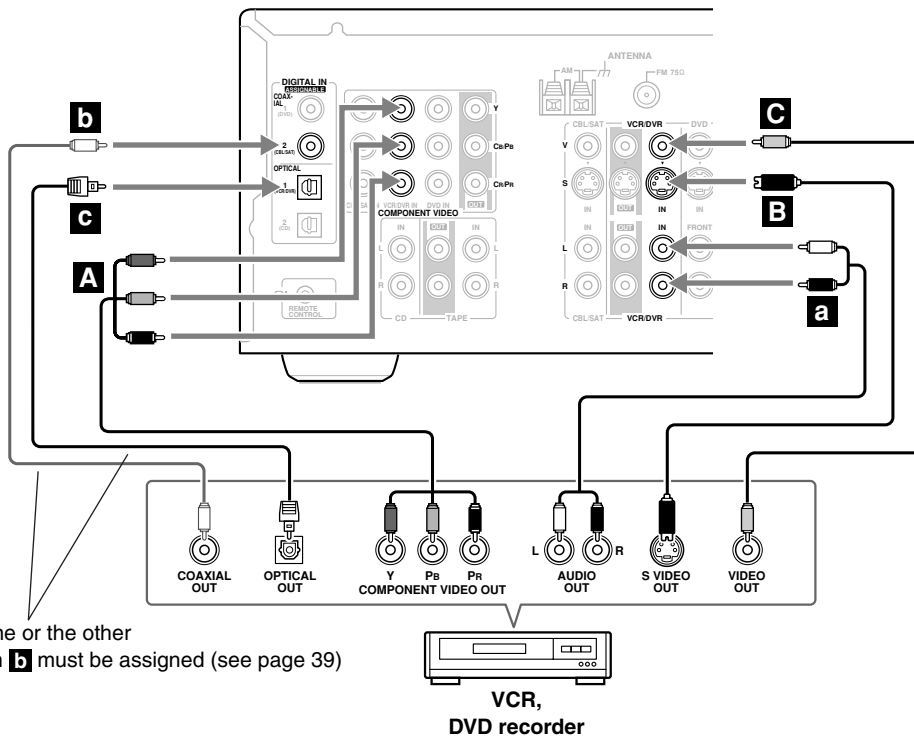 ANTENNA
AM
FM 75Ω
DIGITAL IN
ASSIGNABLE
COAX-
IAL
1
(DVD)
2
(CBL/SAT)
OPTICAL
1
(VCR/DVR)
2
(CD)
b
c
A
Y
CB/PB
CR/PR
VCR/DVR IN
DVD IN
OUT
COMPONENT VIDEO
IN
OUT
IN
L
L
R
R
CD
TAPE
REMOTE
CONTROL
CBL/SAT
VCR/DVR
DVD
V
S
IN
OUT
IN
IN
IN
OUT
IN
FRONT
L
R
CBL/SAT
VCR/DVR
C
B
a
COAXIAL
OUT
OPTICAL
OUT
Y
PB
PR
COMPONENT VIDEO OUT
L
R
AUDIO
OUT
S VIDEO
OUT
VIDEO
OUT
or the other
b must be assigned (see page 39)
VCR,
DVD recorder